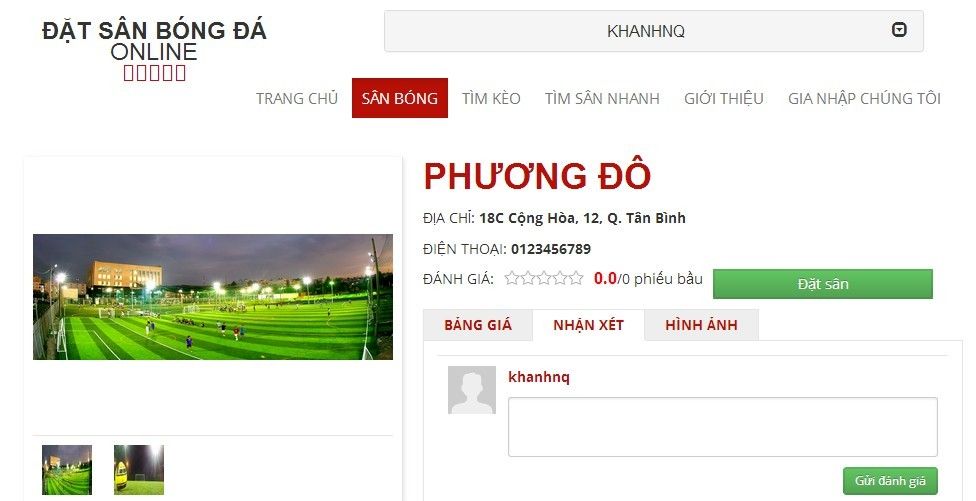 ĐẶT SÂN BÓNG ĐÁ
ONLINE
KHANHNQ
TRANG CHỦ SÂN BÓNG TÌM KÈO TÌM SÂN NHANH GIỚI THIỆU GIA NHẬP CHÚNG TÔI
PHƯƠNG ĐÔ
ĐỊA CHỈ: 18C Cộng Hòa, 12, Q. Tân Bình
ĐIỆN THOẠI: 0123456789
ĐÁNH GIÁ: 0.0/0 phiếu bầu
Đặt sân
BẢNG GIÁ NHẬN XÉT HÌNH ẢNH
khanhnq
Gửi đánh giá